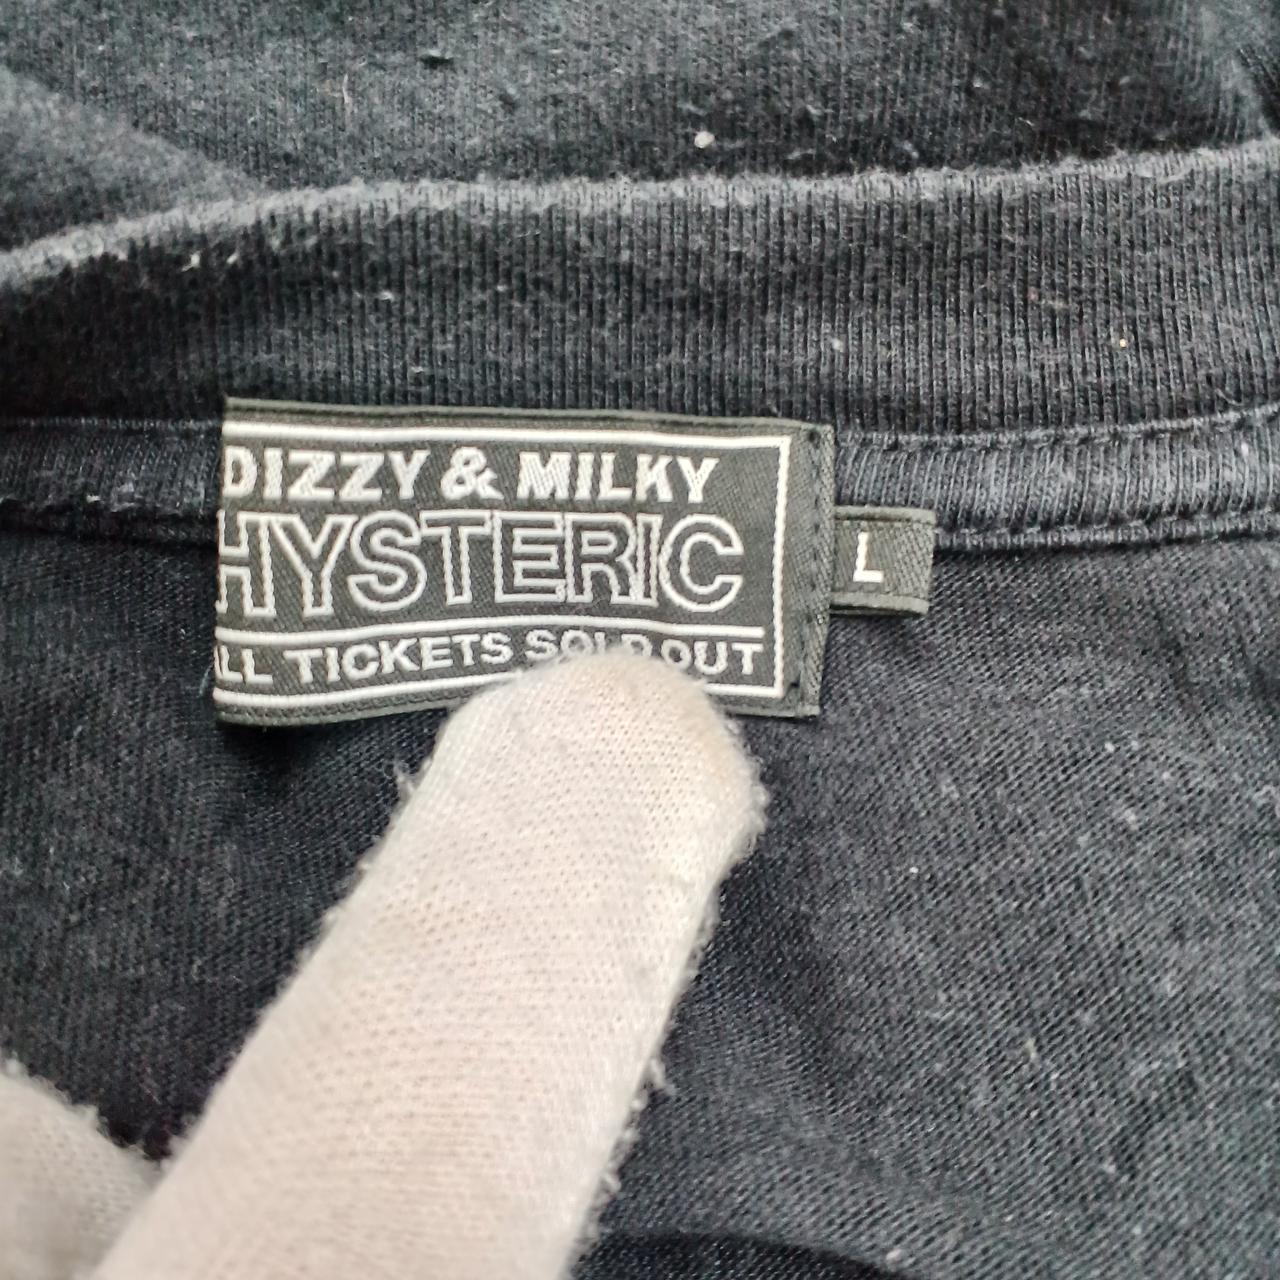 DIZZY & MILKY
HYSTERIC
ALL TICKETS SOLD OUT
L